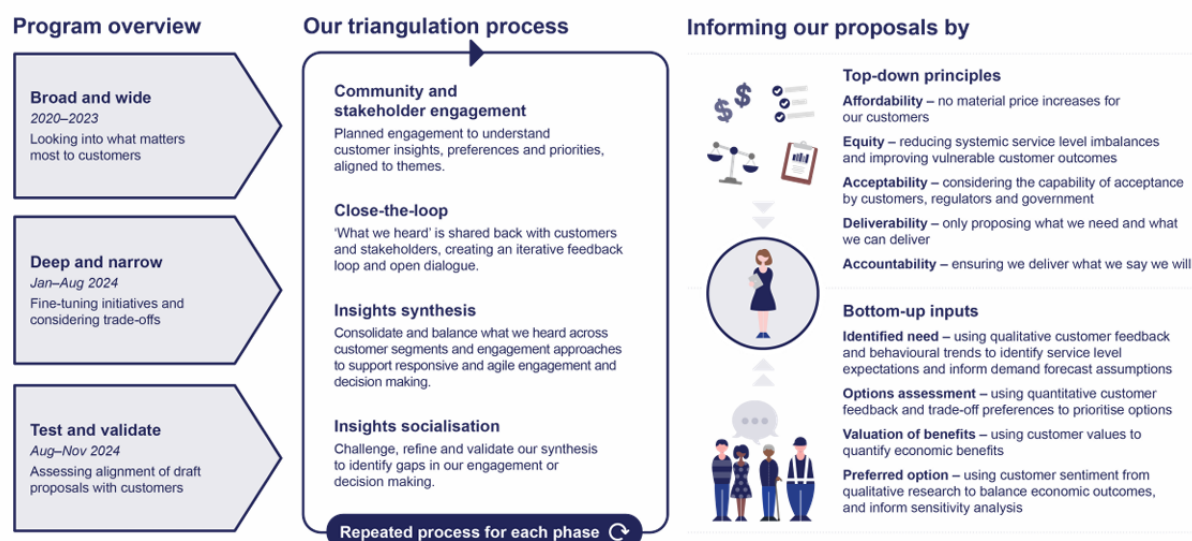 Program overview
Broad and wide
2020–2023
Looking into what matters
most to customers
Deep and narrow
Jan–Aug 2024
Fine-tuning initiatives and
considering trade-offs
Test and validate
Aug–Nov 2024
Assessing alignment of draft
proposals with customers
Our triangulation process
Community and
stakeholder engagement
Planned engagement to understand
customer insights, preferences and priorities,
aligned to themes.
Close-the-loop
‘What we heard’ is shared back with customers
and stakeholders, creating an iterative feedback
loop and open dialogue.
Insights synthesis
Consolidate and balance what we heard across
customer segments and engagement approaches
to support responsive and agile engagement and
decision making.
Insights socialisation
Challenge, refine and validate our synthesis
to identify gaps in our engagement or
decision making.
Repeated process for each phase
Informing our proposals by
Top-down principles
Affordability – no material price increases for
our customers
Equity – reducing systemic service level imbalances
and improving vulnerable customer outcomes
Acceptability – considering the capability of acceptance
by customers, regulators and government
Deliverability – only proposing what we need and what
we can deliver
Accountability – ensuring we deliver what we say we will
Bottom-up inputs
Identified need – using qualitative customer feedback
and behavioural trends to identify service level
expectations and inform demand forecast assumptions
Options assessment – using quantitative customer
feedback and trade-off preferences to prioritise options
Valuation of benefits – using customer values to
quantify economic benefits
Preferred option – using customer sentiment from
qualitative research to balance economic outcomes,
and inform sensitivity analysis